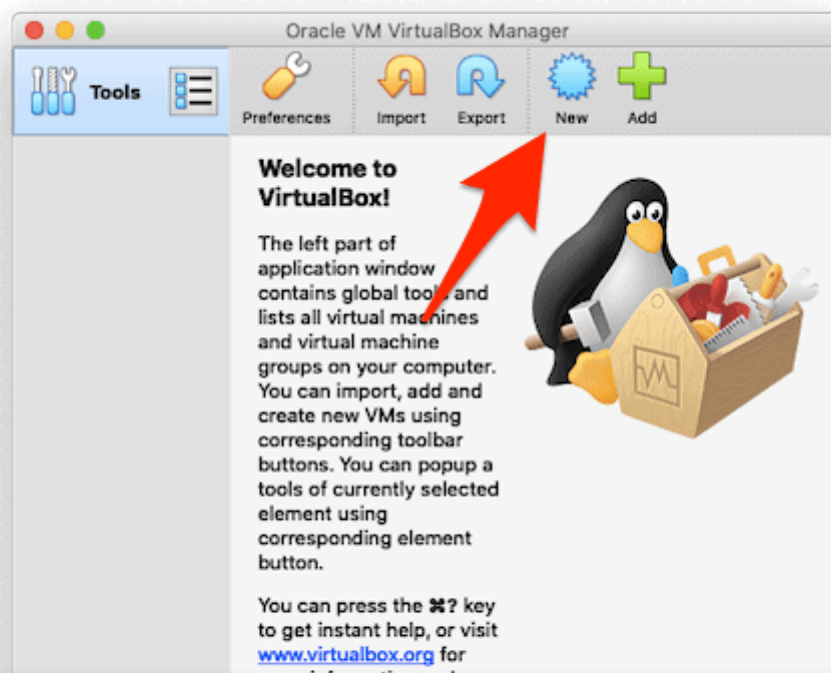 Oracle VM VirtualBox Manager
Tools
Preferences
Import
Export
New
Add
Welcome to
VirtualBox!
The left part of
application window
contains global tools and
lists all virtual machines
and virtual machine
groups on your computer.
You can import, add and
create new VMs using
corresponding toolbar
buttons. You can popup a
tools of currently selected
element using
corresponding element
button.
You can press the ⌘? key
to get instant help, or visit
www.virtualbox.org for